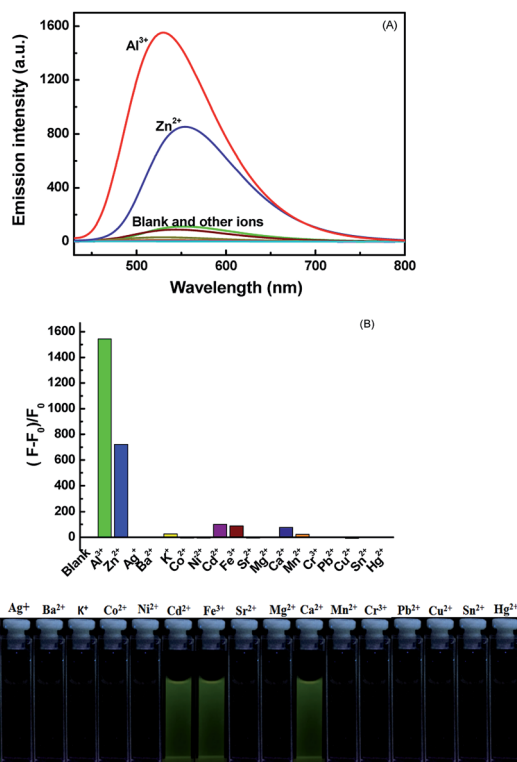 (A)
1600
1200
800
400
0
Emission intensity (a.u.)
Al³⁺
Zn²⁺
Blank and other ions
500 600 700 800
Wavelength (nm)
(B)
1600
1400
1200
1000
800
600
400
200
0
( F-F₀)/F₀
Blank Al³⁺ Zn²⁺ Ag⁺ Ba²⁺ K⁺ Co²⁺ Ni²⁺ Cd²⁺ Fe³⁺ Sr²⁺ Mg²⁺ Ca²⁺ Mn²⁺ Cr³⁺ Pb²⁺ Cu²⁺ Sn²⁺ Hg²⁺
Ag+ Ba²⁺ K⁺ Co²⁺ Ni²⁺ Cd²⁺ Fe³⁺ Sr²⁺ Mg²⁺ Ca²⁺ Mn²⁺ Cr³⁺ Pb²⁺ Cu²⁺ Sn²⁺ Hg²⁺